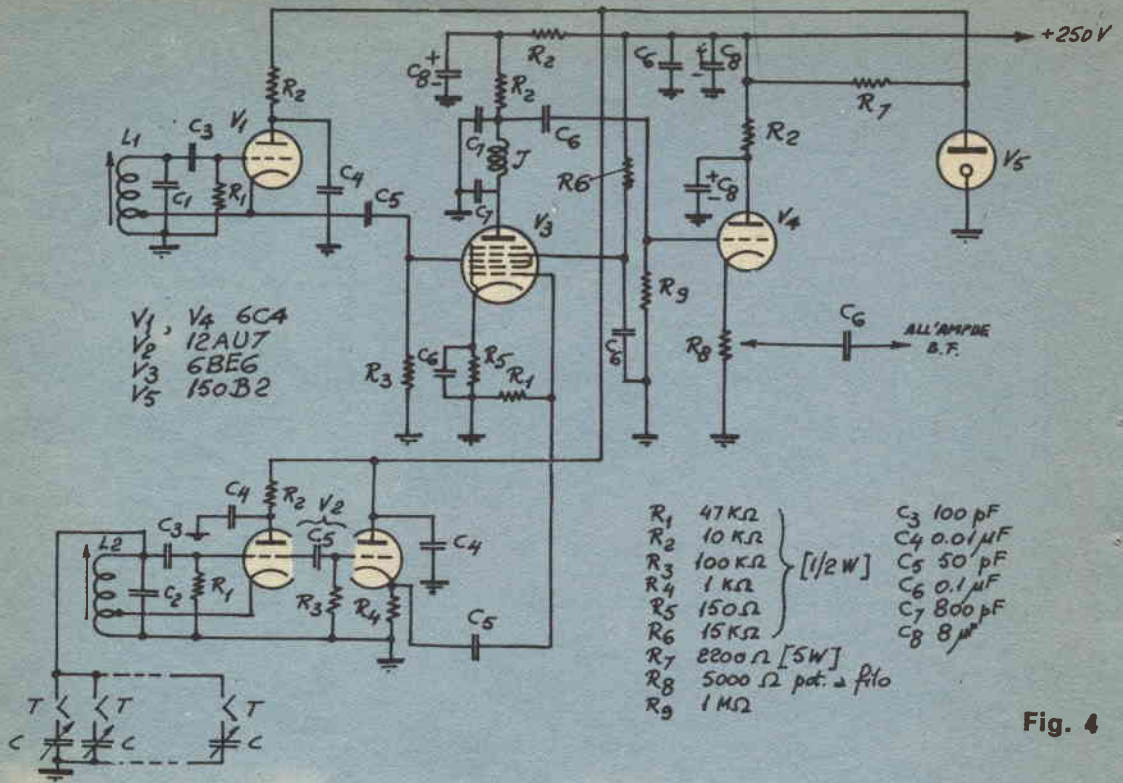 +250V
R2
C8
+
-
R2
C6
+
-
C8
R7
R2
V1
C3
L1
C1
R1
C4
C5
C7
C6
J
C7
R6
R2
+
-
C8
V5
V3
V4
R9
V1, V4 6C4
V2 12AU7
V3 6BE6
V5 150B2
R3
C6
R5
R1
C6
R8
C6
ALL'AMP.DE
B.F.
C4
R2
V2
C3
C5
L2
C2
R1
R3
R4
C4
C5
T
T
T
C
C
C
R1 47KΩ
R2 10KΩ
R3 100KΩ
R4 1KΩ
R5 150Ω
R6 15KΩ
[1/2W]
R7 2200Ω [5W]
R8 5000Ω pot. a filo
R9 1MΩ
C3 100pF
C4 0.01µF
C5 50pF
C6 0.1µF
C7 800pF
C8 8µF
Fig. 4